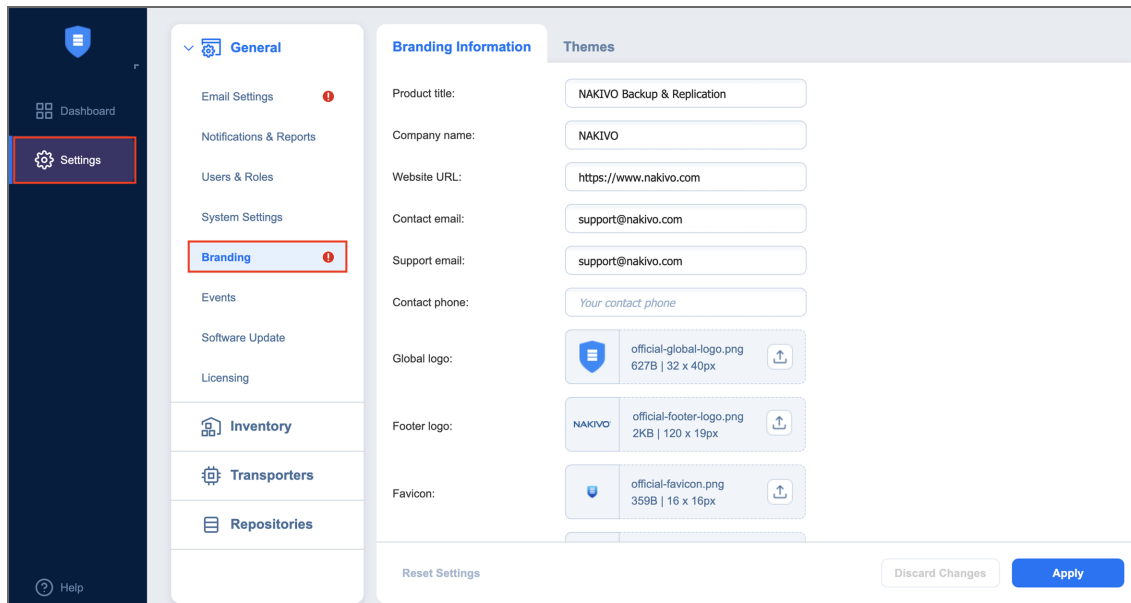 Dashboard
Settings
Help
General
Email Settings
Notifications & Reports
Users & Roles
System Settings
Branding
Events
Software Update
Licensing
Inventory
Transporters
Repositories
Branding Information
Themes
Product title:
NAKIVO Backup & Replication
Company name:
NAKIVO
Website URL:
https://www.nakivo.com
Contact email:
support@nakivo.com
Support email:
support@nakivo.com
Contact phone:
Your contact phone
Global logo:
official-global-logo.png
627B | 32 x 40px
Footer logo:
NAKIVO
official-footer-logo.png
2KB | 120 x 19px
Favicon:
official-favicon.png
359B | 16 x 16px
Reset Settings
Discard Changes
Apply